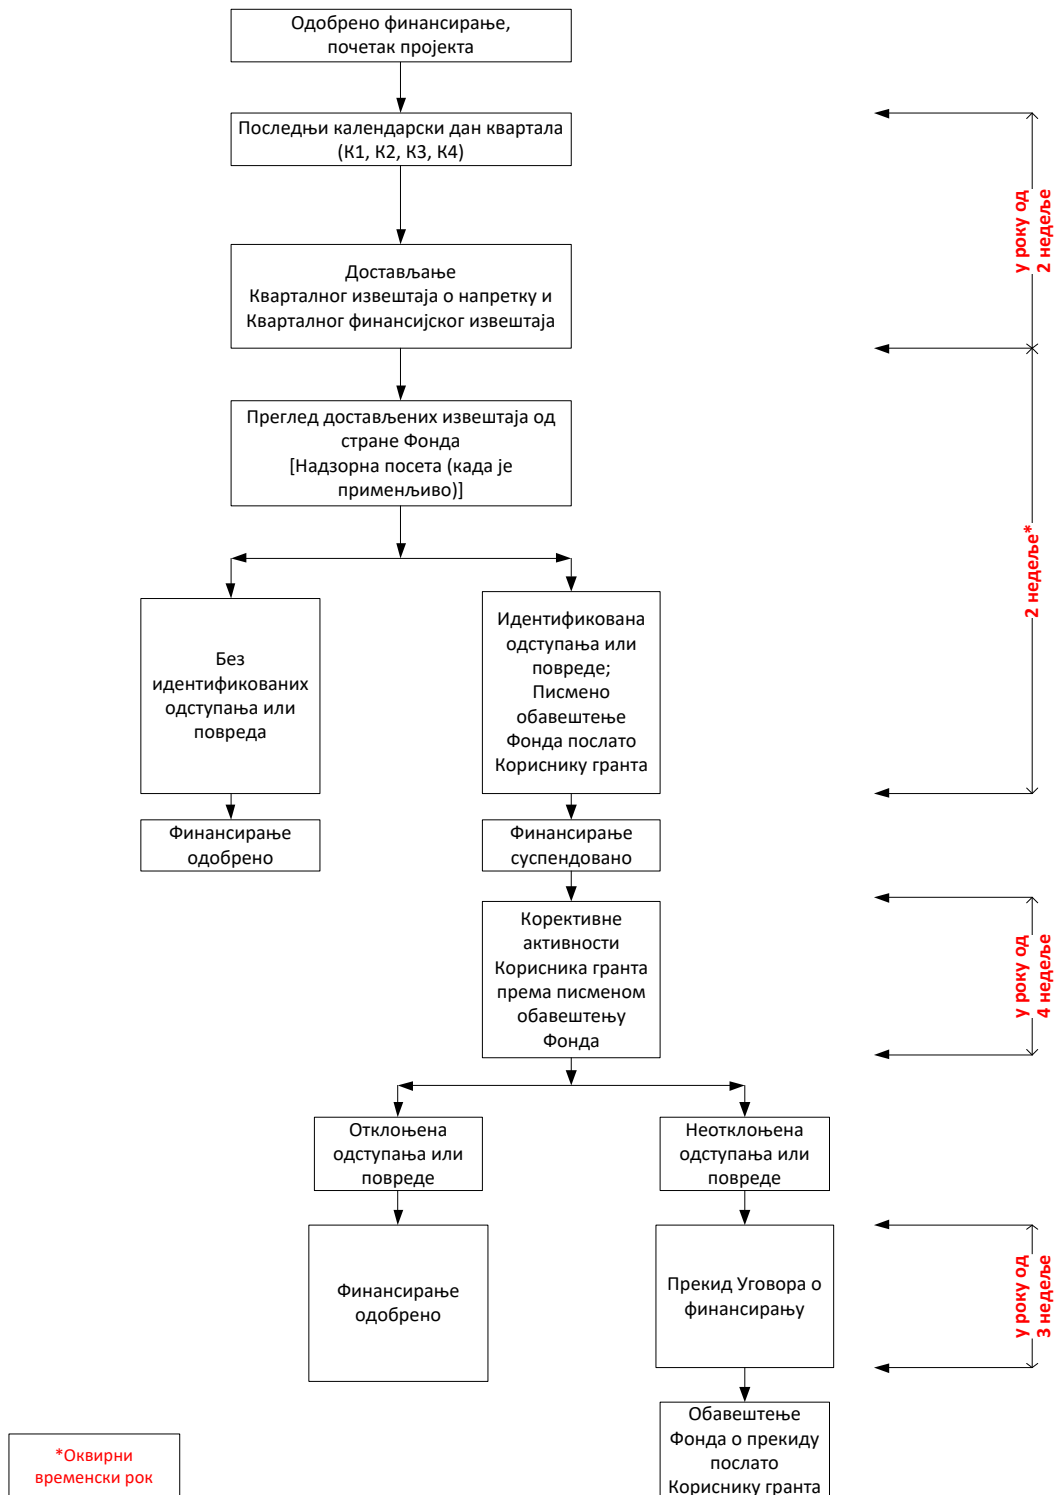 Одобрено финансирање,
почетак пројекта
Последњи календарски дан квартала
(К1, К2, К3, К4)
у року од
2 недеље
Достављање
Кварталног извештаја о напретку и
Кварталног финансијског извештаја
Преглед достављених извештаја од
стране Фонда
[Надзорна посета (када је
применљиво)]
2 недеље*
Без
идентификованих
одступања или
повреда
Идентификована
одступања или
повреде;
Писмено
обавештење
Фонда послато
Кориснику гранта
Финансирање
одобрено
Финансирање
суспендовано
Корективне
активности
Корисника гранта
према писменом
обавештењу
Фонда
у року од
4 недеље
Отклоњена
одступања или
повреде
Неотклоњена
одступања или
повреде
Финансирање
одобрено
Прекид Уговора о
финансирању
у року од
3 недеље
Обавештење
Фонда о прекиду
послато
Кориснику гранта
*Оквирни
временски рок